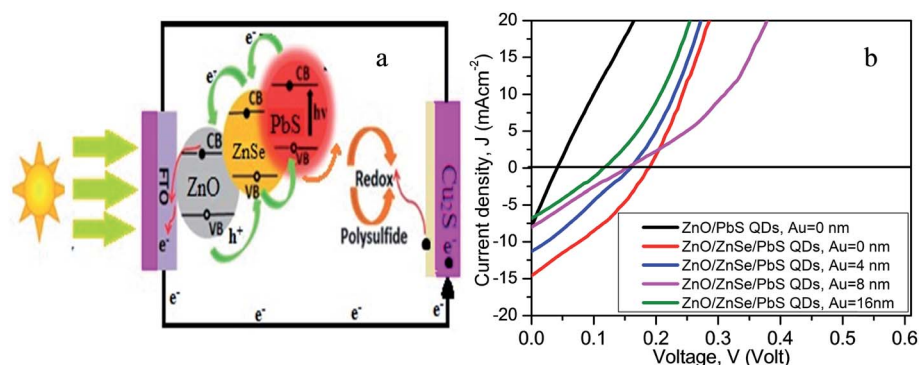 a
e⁻
e⁻
e⁻
CB
hν
CB
PbS
CB
ZnSe
VB
ZnO
VB
VB
h⁺
FTO
e⁻
Redox
Polysulfide
Cu₂S
e⁻
e⁻
e⁻
e⁻
e⁻
b
Current density, J (mAcm⁻²)
20
15
10
5
0
-5
-10
-15
-20
0.0
0.1
0.2
0.3
0.4
0.5
0.6
Voltage, V (Volt)
ZnO/PbS QDs, Au=0 nm
ZnO/ZnSe/PbS QDs, Au=0 nm
ZnO/ZnSe/PbS QDs, Au=4 nm
ZnO/ZnSe/PbS QDs, Au=8 nm
ZnO/ZnSe/PbS QDs, Au=16nm